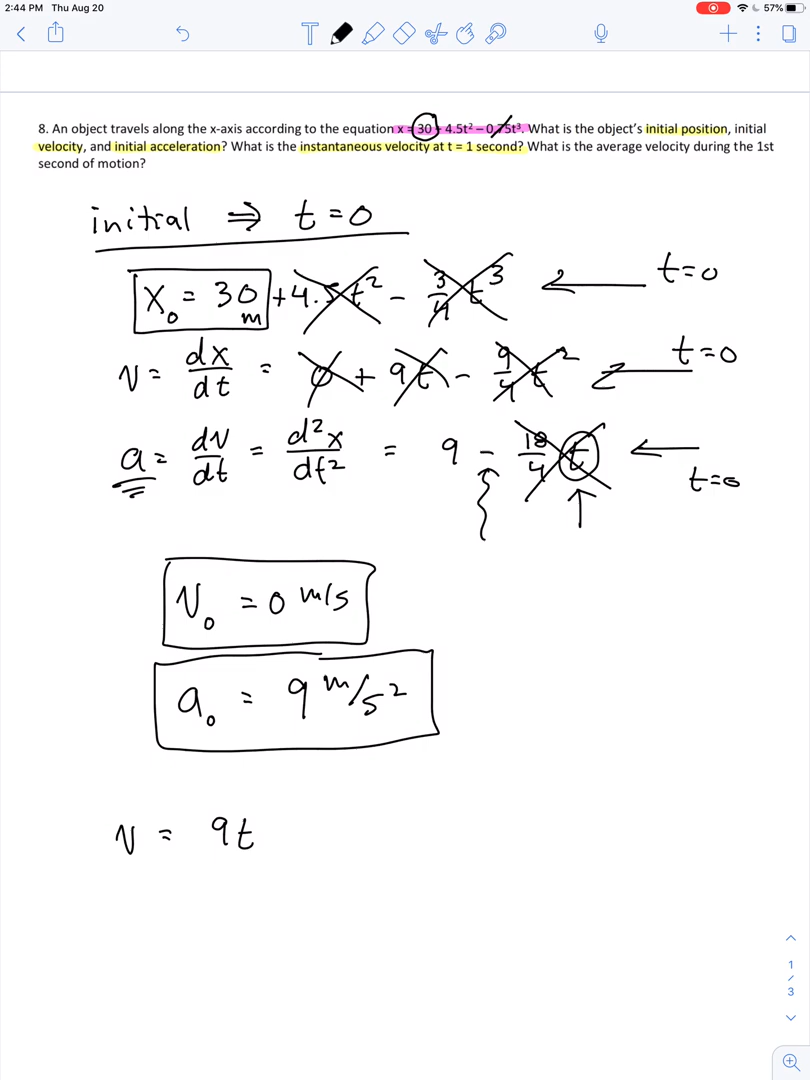 2:44 PM Thu Aug 20
57%
8. An object travels along the x-axis according to the equation x = 30 + 4.5t² – 0.75t³. What is the object's initial position, initial
velocity, and initial acceleration? What is the instantaneous velocity at t = 1 second? What is the average velocity during the 1st
second of motion?
initial ⇒ t = 0
x₀ = 30 m + 4.5t² - 3/4 t³ ← t=0
v = dx/dt = 0 + 9t - 9/4 t² ← t=0
a = dv/dt = d²x/dt² = 9 - 18/4 t ← t=0
↑
v₀ = 0 m/s
a₀ = 9 m/s²
v = 9t
1
/
3